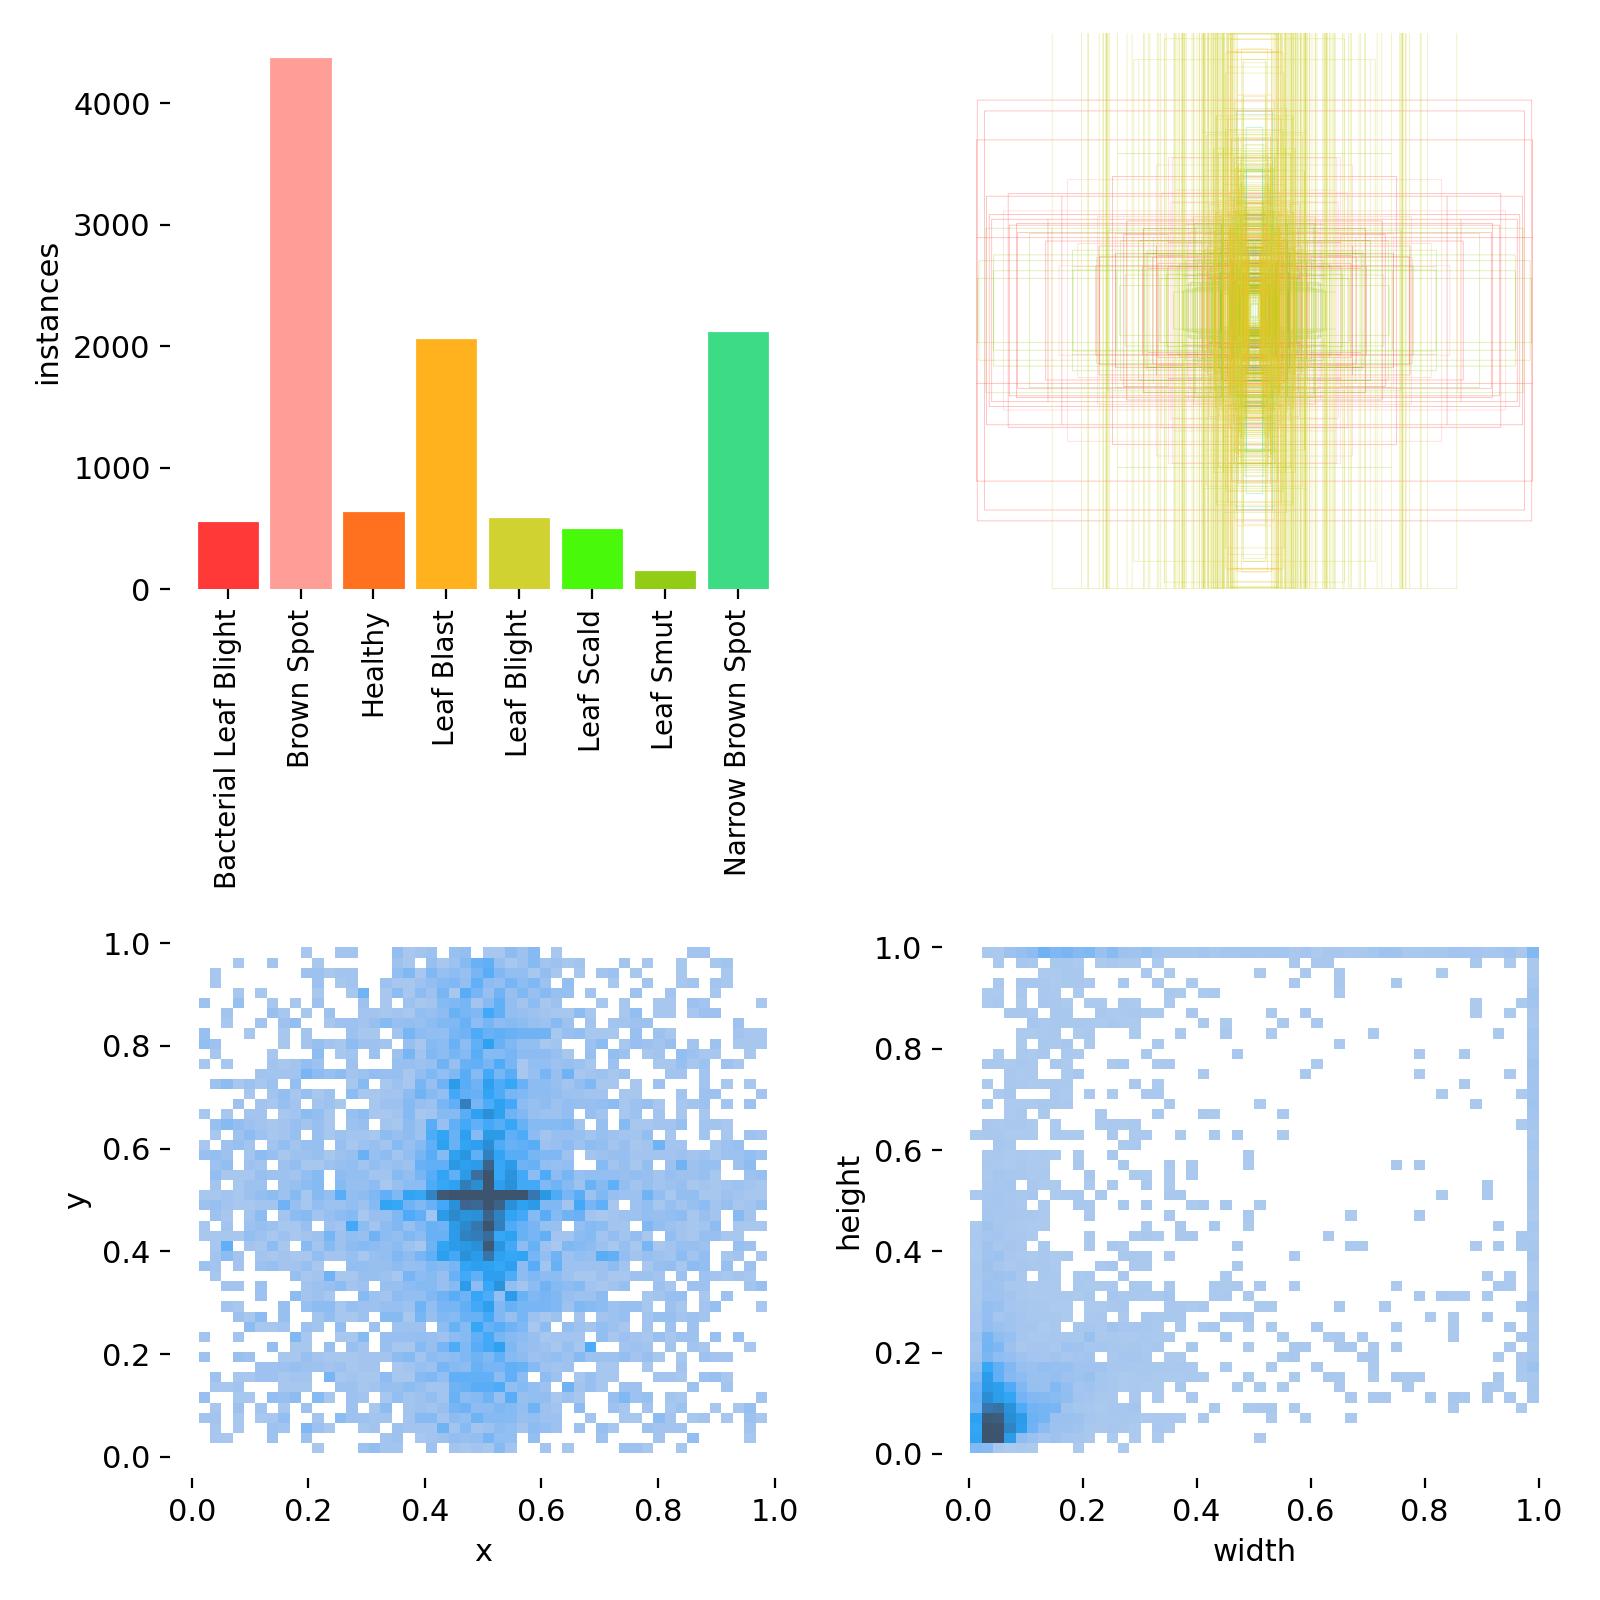 instances
4000
3000
2000
1000
0
Bacterial Leaf Blight
Brown Spot
Healthy
Leaf Blast
Leaf Blight
Leaf Scald
Leaf Smut
Narrow Brown Spot
y
1.0
0.8
0.6
0.4
0.2
0.0
0.0 0.2 0.4 0.6 0.8 1.0
x
height
1.0
0.8
0.6
0.4
0.2
0.0
0.0 0.2 0.4 0.6 0.8 1.0
width